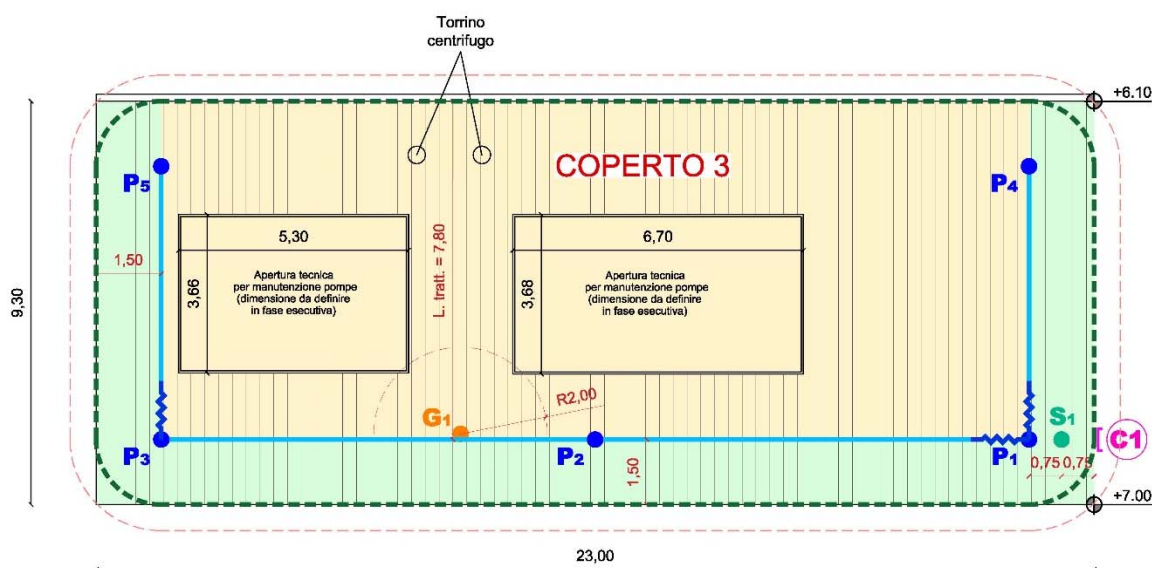 Torrino
centrifugo
+6.10
COPERTO 3
P5
P4
5,30
6,70
L. tratt. = 7,80
1,50
3,66
Apertura tecnica
per manutenzione pompe
(dimensione da definire
in fase esecutiva)
3,68
Apertura tecnica
per manutenzione pompe
(dimensione da definire
in fase esecutiva)
9,30
R2,00
G1
S1
P3
P2
P1
C1
1,50
0,75
0,75
+7.00
23,00